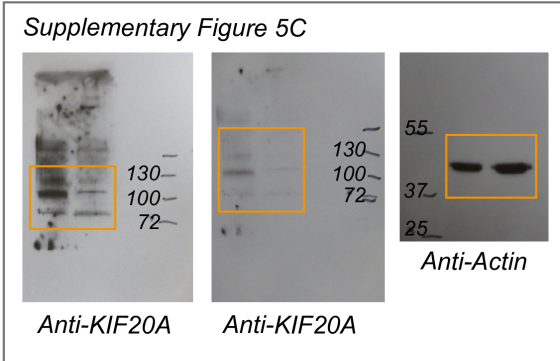 Supplementary Figure 5C
130
100
72
130
100
72
55
37
25
Anti-KIF20A
Anti-KIF20A
Anti-Actin